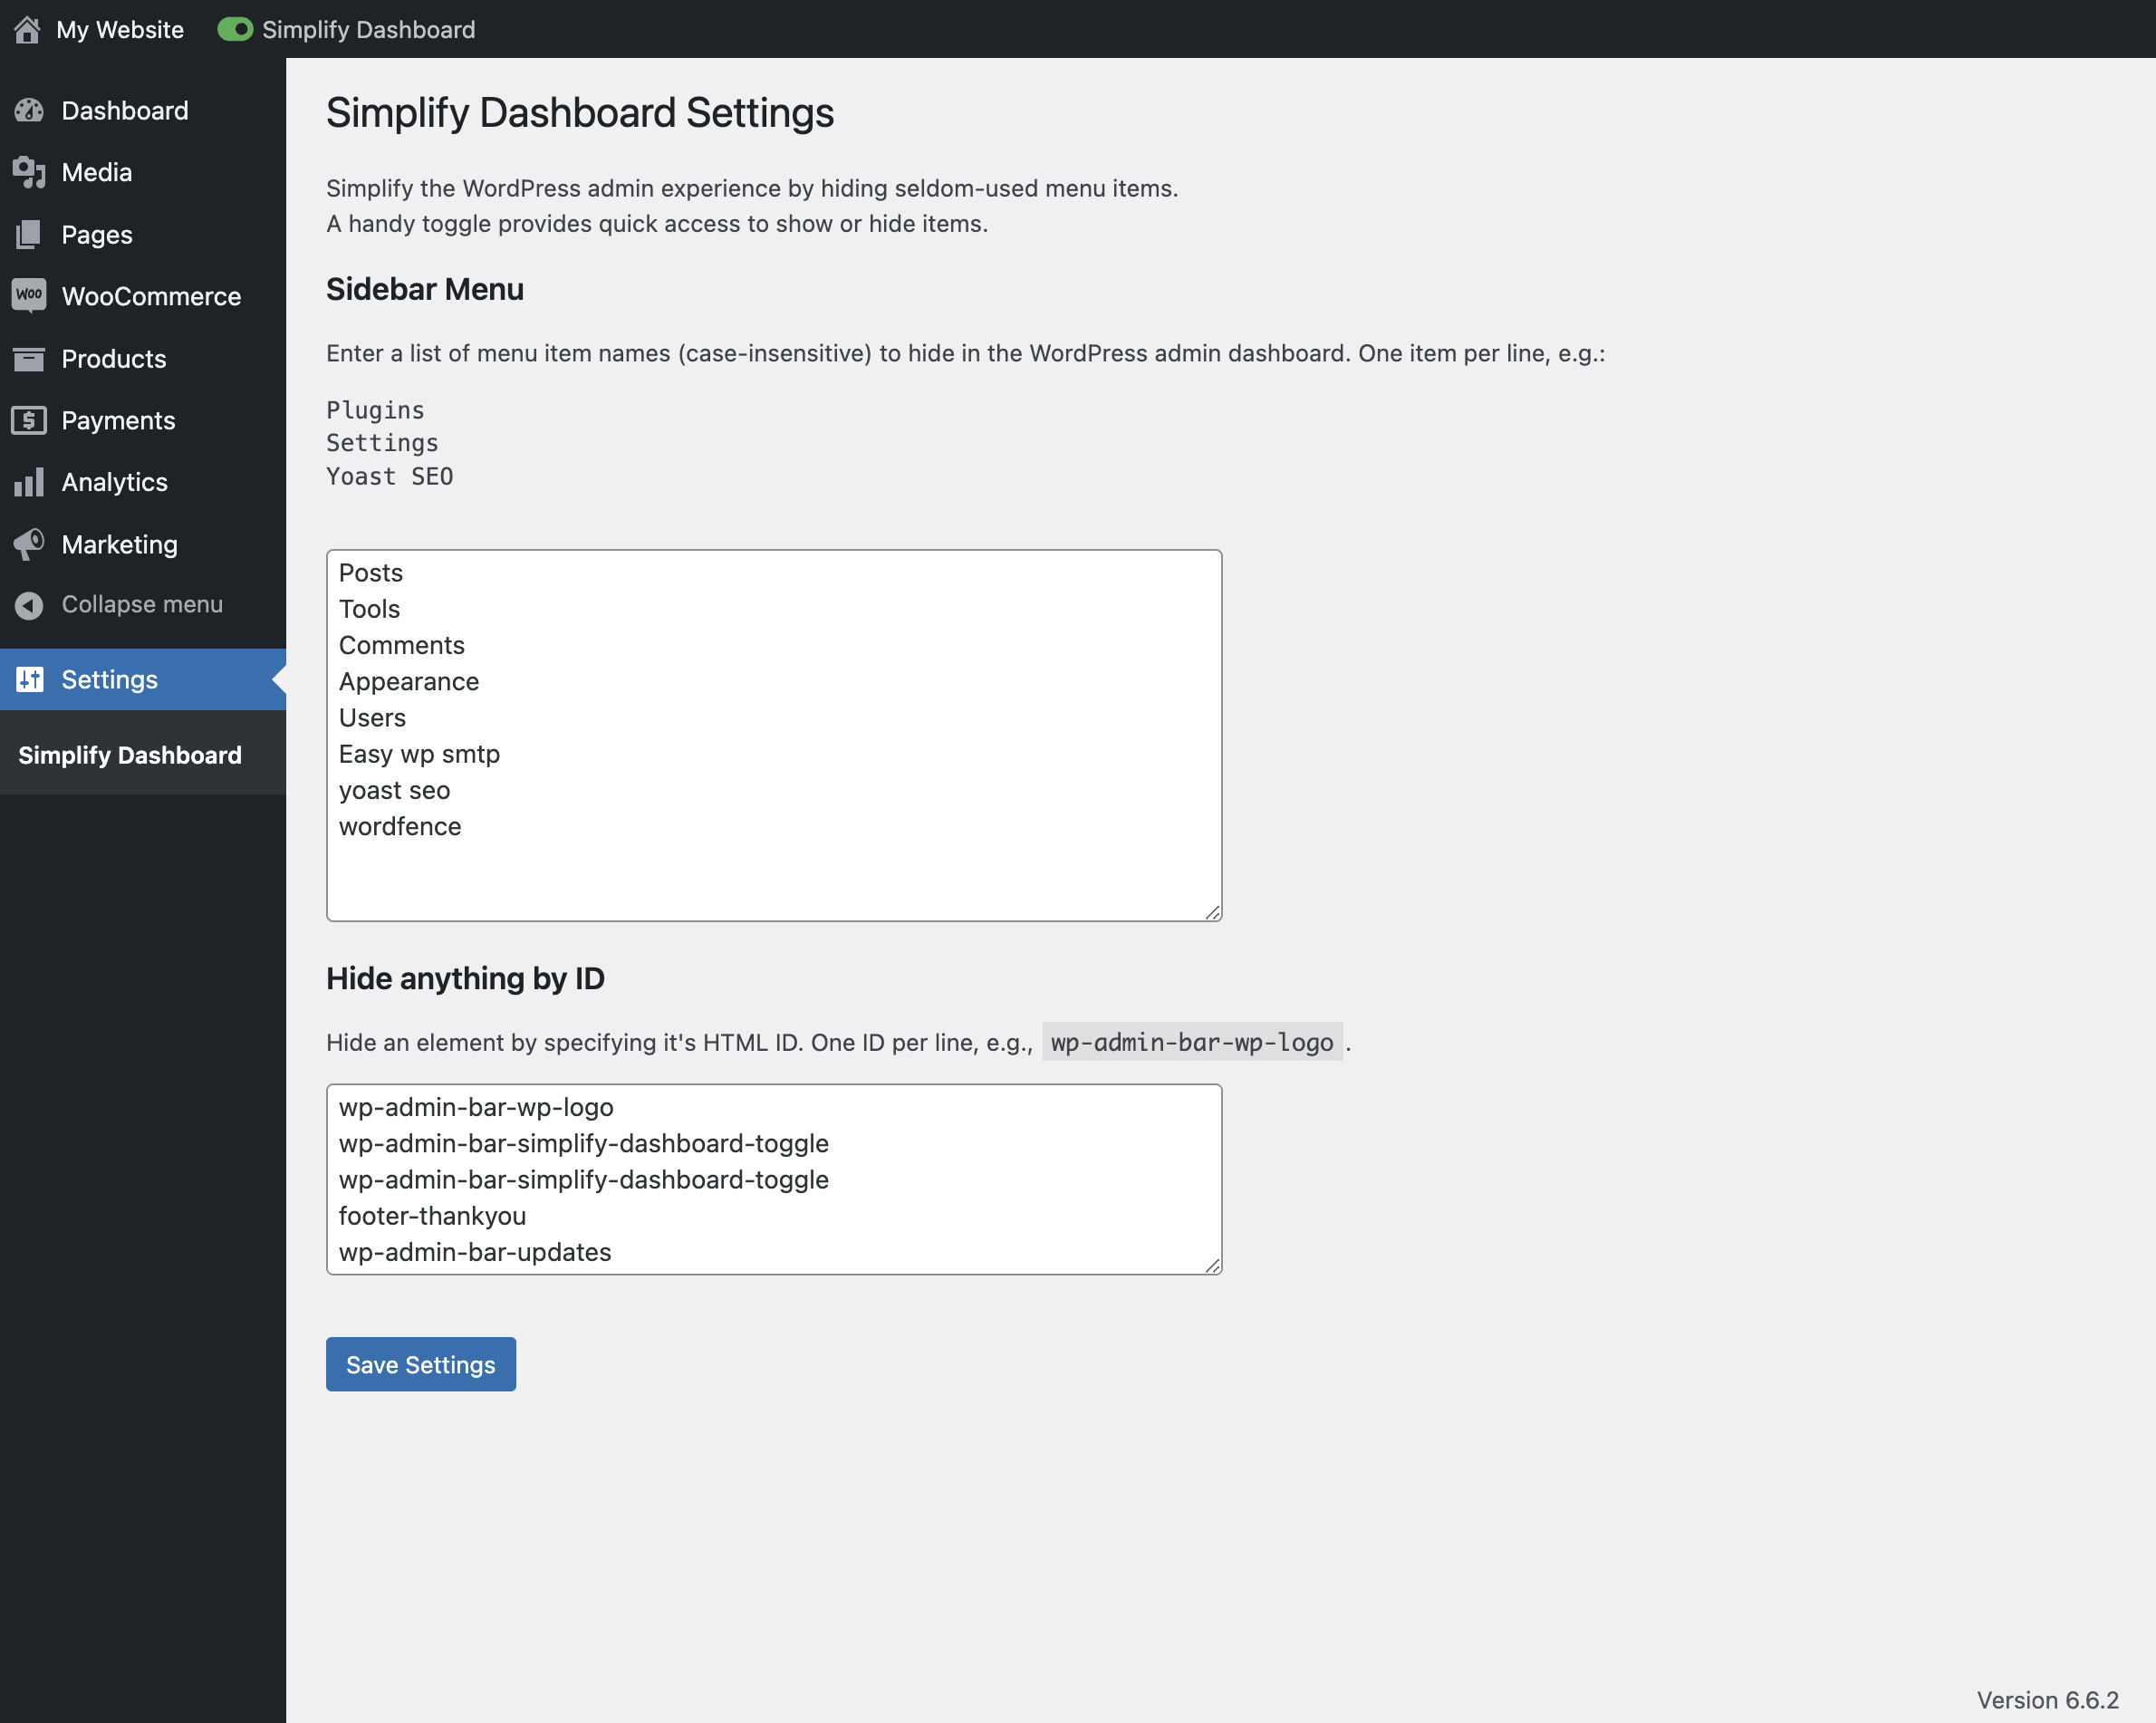 My Website
Simplify Dashboard
Dashboard
Media
Pages
Woo
WooCommerce
Products
$
Payments
Analytics
Marketing
Collapse menu
Settings
Simplify Dashboard
Simplify Dashboard Settings
Simplify the WordPress admin experience by hiding seldom-used menu items.
A handy toggle provides quick access to show or hide items.
Sidebar Menu
Enter a list of menu item names (case-insensitive) to hide in the WordPress admin dashboard. One item per line, e.g.:
Plugins
Settings
Yoast SEO
Posts
Tools
Comments
Appearance
Users
Easy wp smtp
yoast seo
wordfence
Hide anything by ID
Hide an element by specifying it's HTML ID. One ID per line, e.g., wp-admin-bar-wp-logo .
wp-admin-bar-wp-logo
wp-admin-bar-simplify-dashboard-toggle
wp-admin-bar-simplify-dashboard-toggle
footer-thankyou
wp-admin-bar-updates
Save Settings
Version 6.6.2